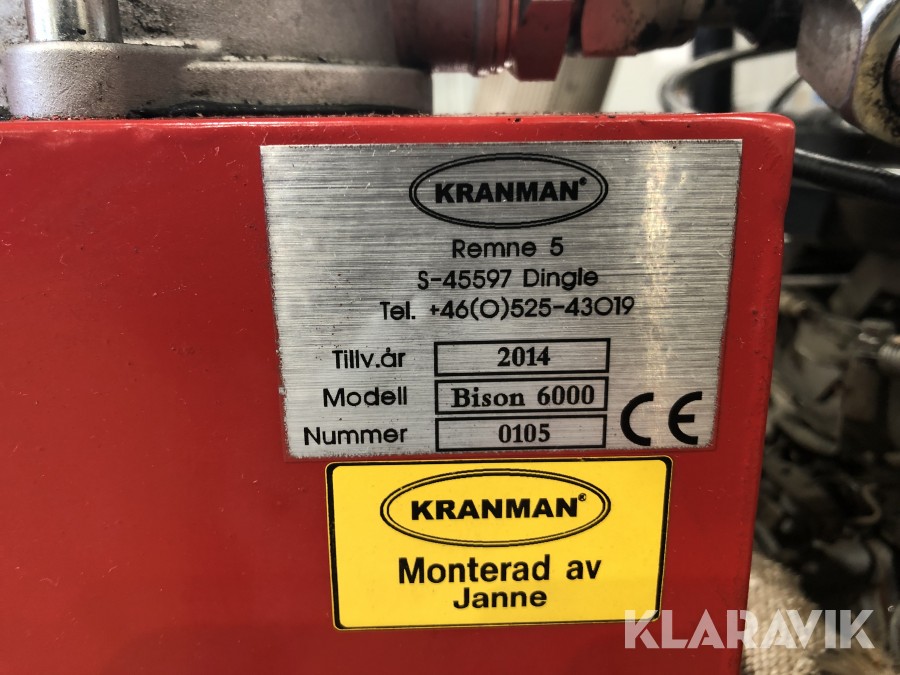 KRANMAN®
Remne 5
S-45597 Dingle
Tel. +46(0)525-43019
Tillv.år 2014
Modell Bison 6000
Nummer 0105
CE
KRANMAN®
Monterad av
Janne
KLARAVIK